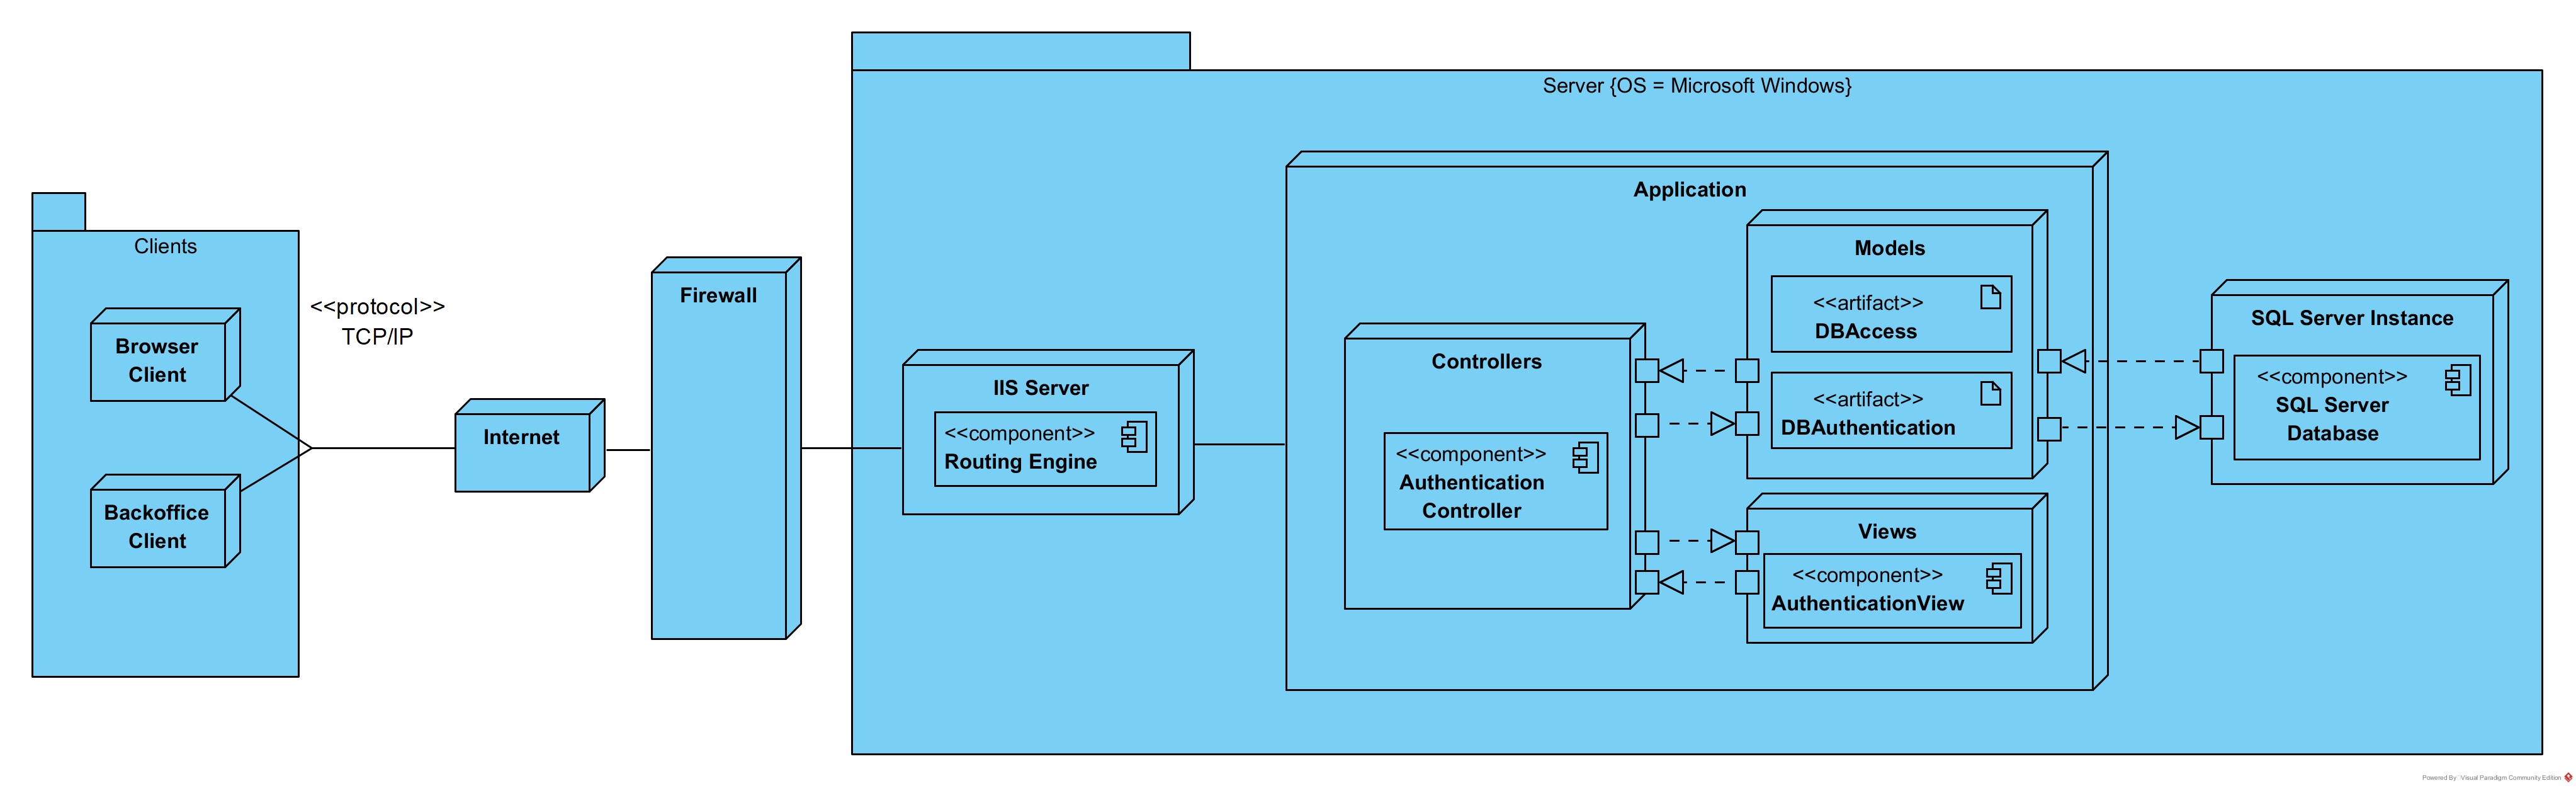 Server {OS = Microsoft Windows}
Clients
Browser
Client
Backoffice
Client
<<protocol>>
TCP/IP
Internet
Firewall
IIS Server
<<component>>
Routing Engine
Application
Controllers
<<component>>
Authentication
Controller
Models
<<artifact>>
DBAccess
<<artifact>>
DBAuthentication
Views
<<component>>
AuthenticationView
SQL Server Instance
<<component>>
SQL Server
Database
Powered By Visual Paradigm Community Edition